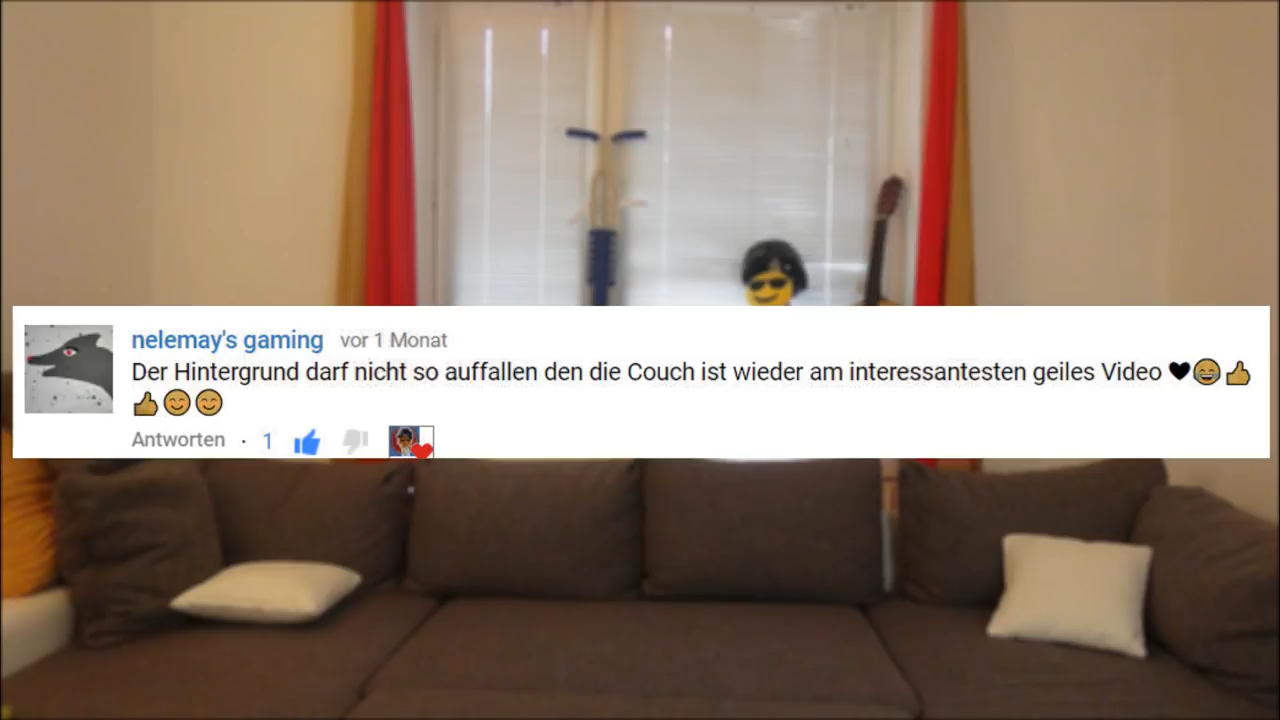 nelemay's gaming vor 1 Monat
Der Hintergrund darf nicht so auffallen den die Couch ist wieder am interessantesten geiles Video 🖤😄👍
👍😊😊
Antworten · 1